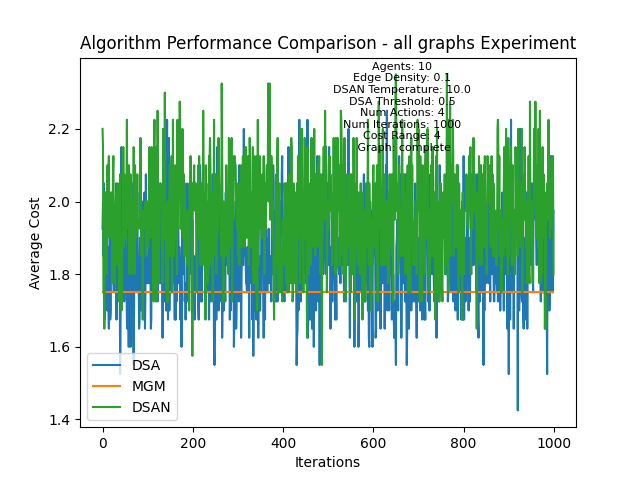 Algorithm Performance Comparison - all graphs Experiment
Agents: 10
Edge Density: 0.1
DSAN Temperature: 10.0
DSA Threshold: 0.5
Num Actions: 4
Num Iterations: 1000
Cost Range: 4
Graph: complete
Average Cost
2.2
2.0
1.8
1.6
1.4
DSA
MGM
DSAN
0 200 400 600 800 1000
Iterations